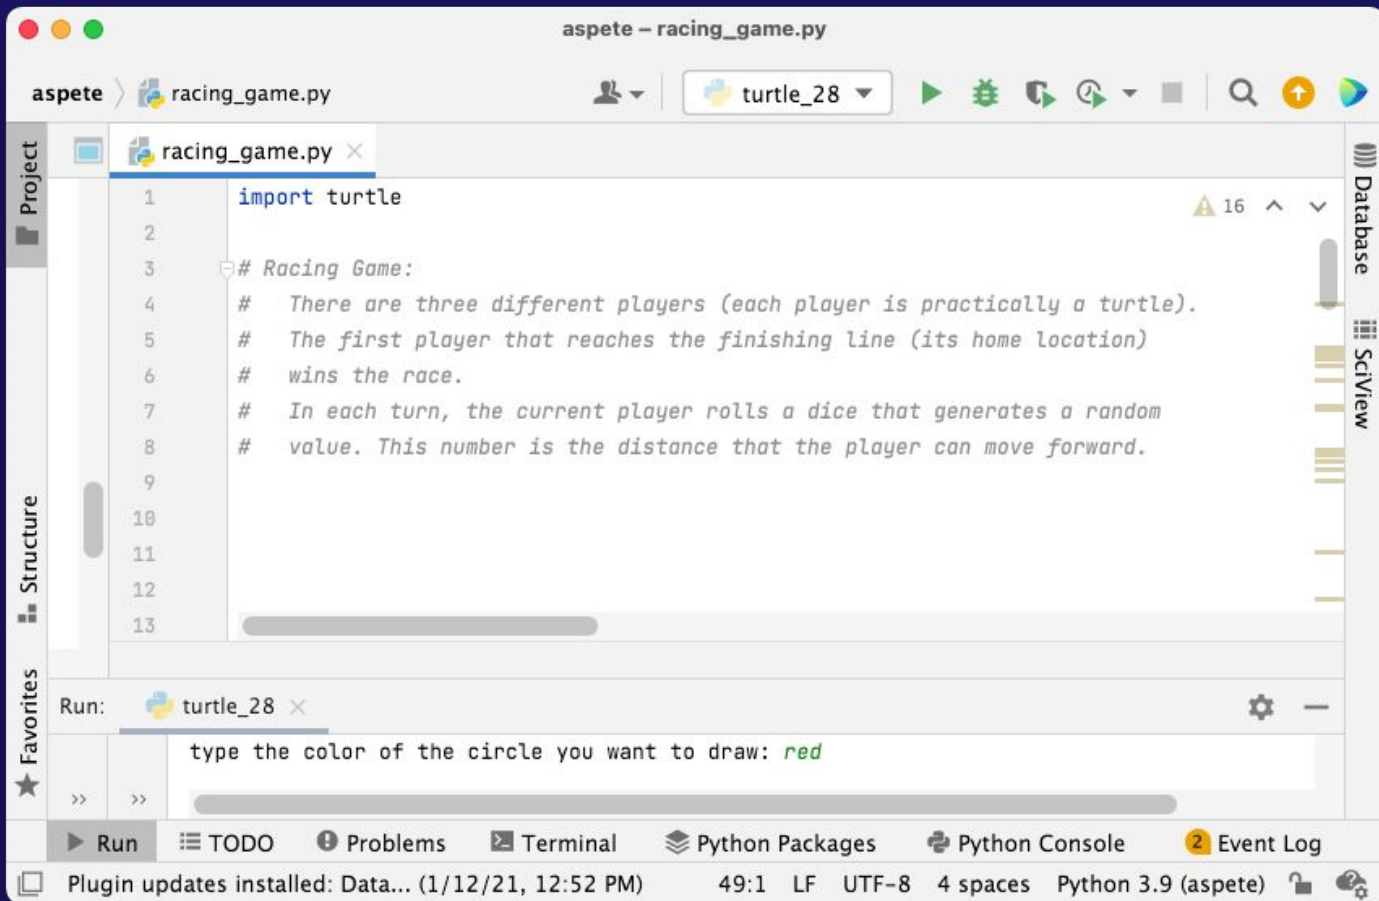 aspete – racing_game.py
aspete racing_game.py turtle_28
racing_game.py
Project
Structure
Favorites
Database
SciView
16
1 import turtle
2
3 # Racing Game:
4 #   There are three different players (each player is practically a turtle).
5 #   The first player that reaches the finishing line (its home location)
6 #   wins the race.
7 #   In each turn, the current player rolls a dice that generates a random
8 #   value. This number is the distance that the player can move forward.
9
10
11
12
13
Run: turtle_28
type the color of the circle you want to draw: red
>> >>
Run TODO Problems Terminal Python Packages Python Console 2 Event Log
Plugin updates installed: Data... (1/12/21, 12:52 PM) 49:1 LF UTF-8 4 spaces Python 3.9 (aspete)